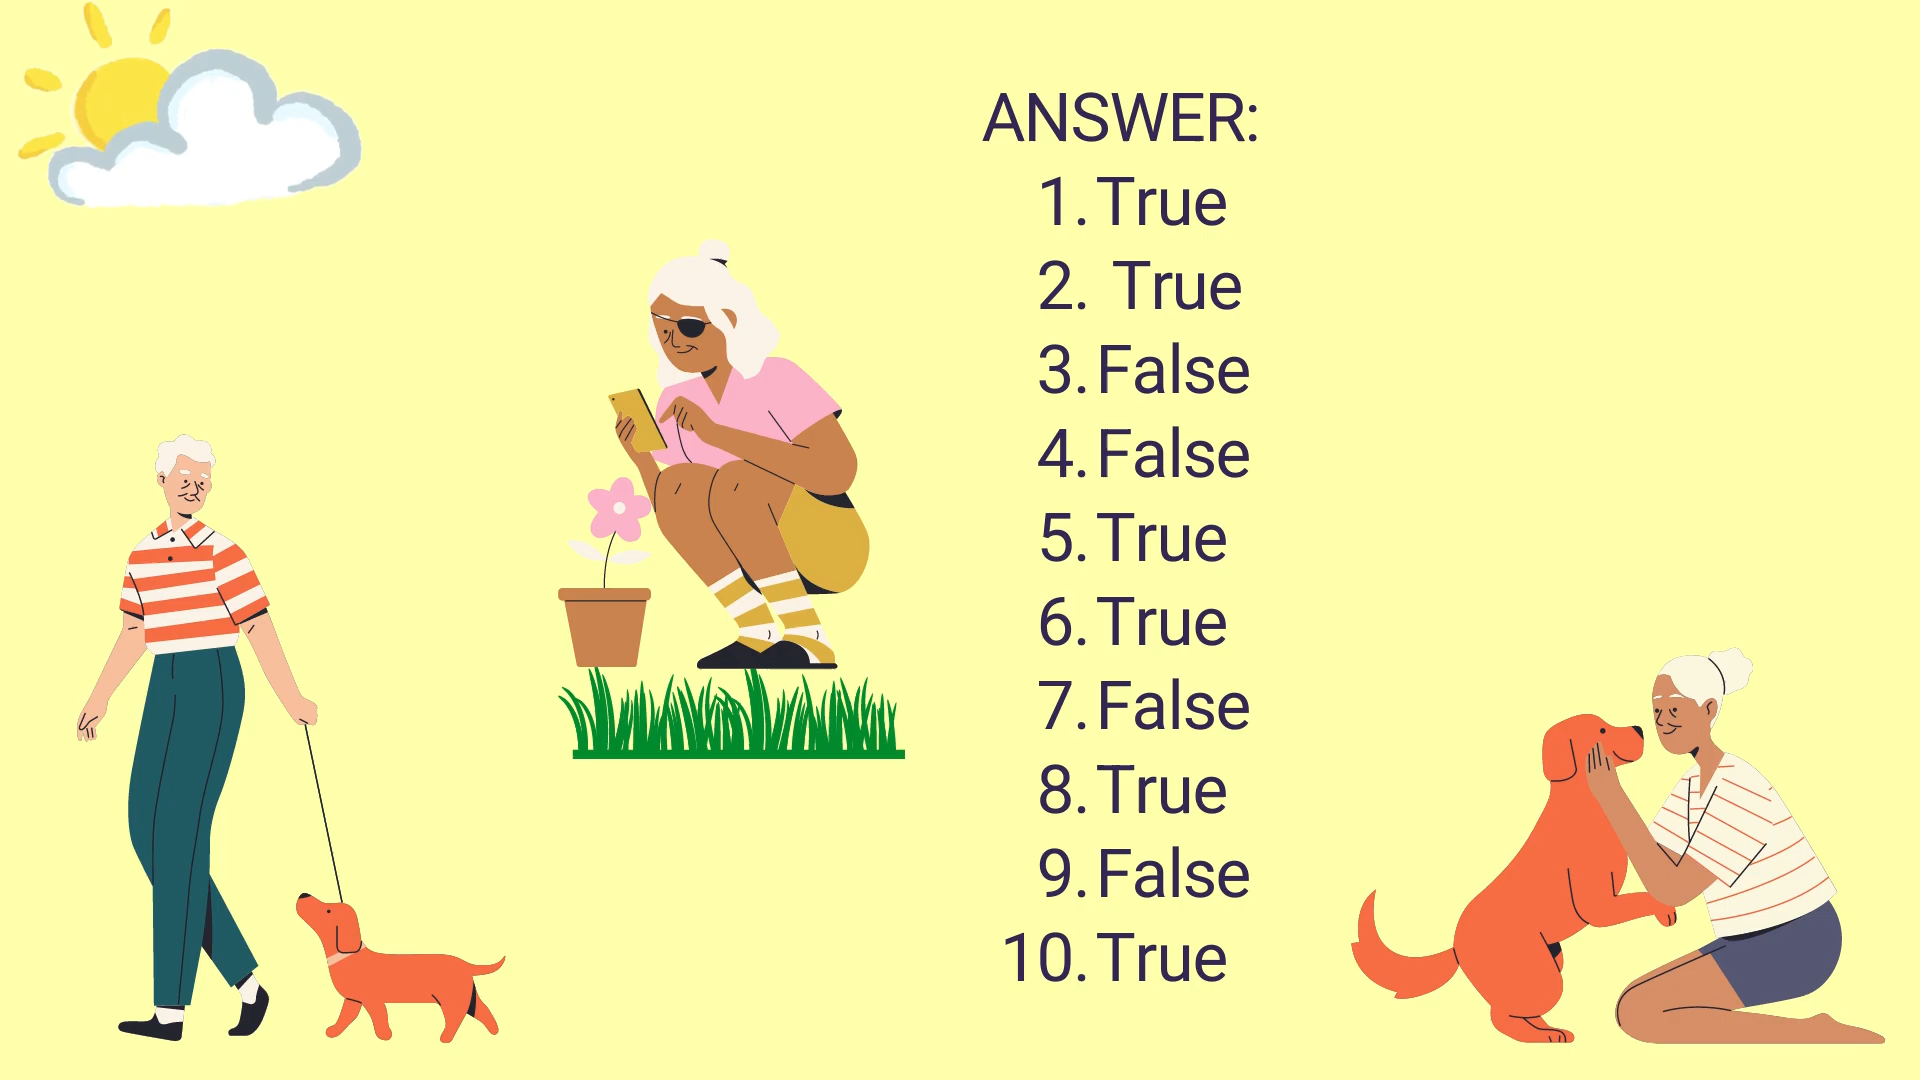 ANSWER:
1. True
2. True
3. False
4. False
5. True
6. True
7. False
8. True
9. False
10. True